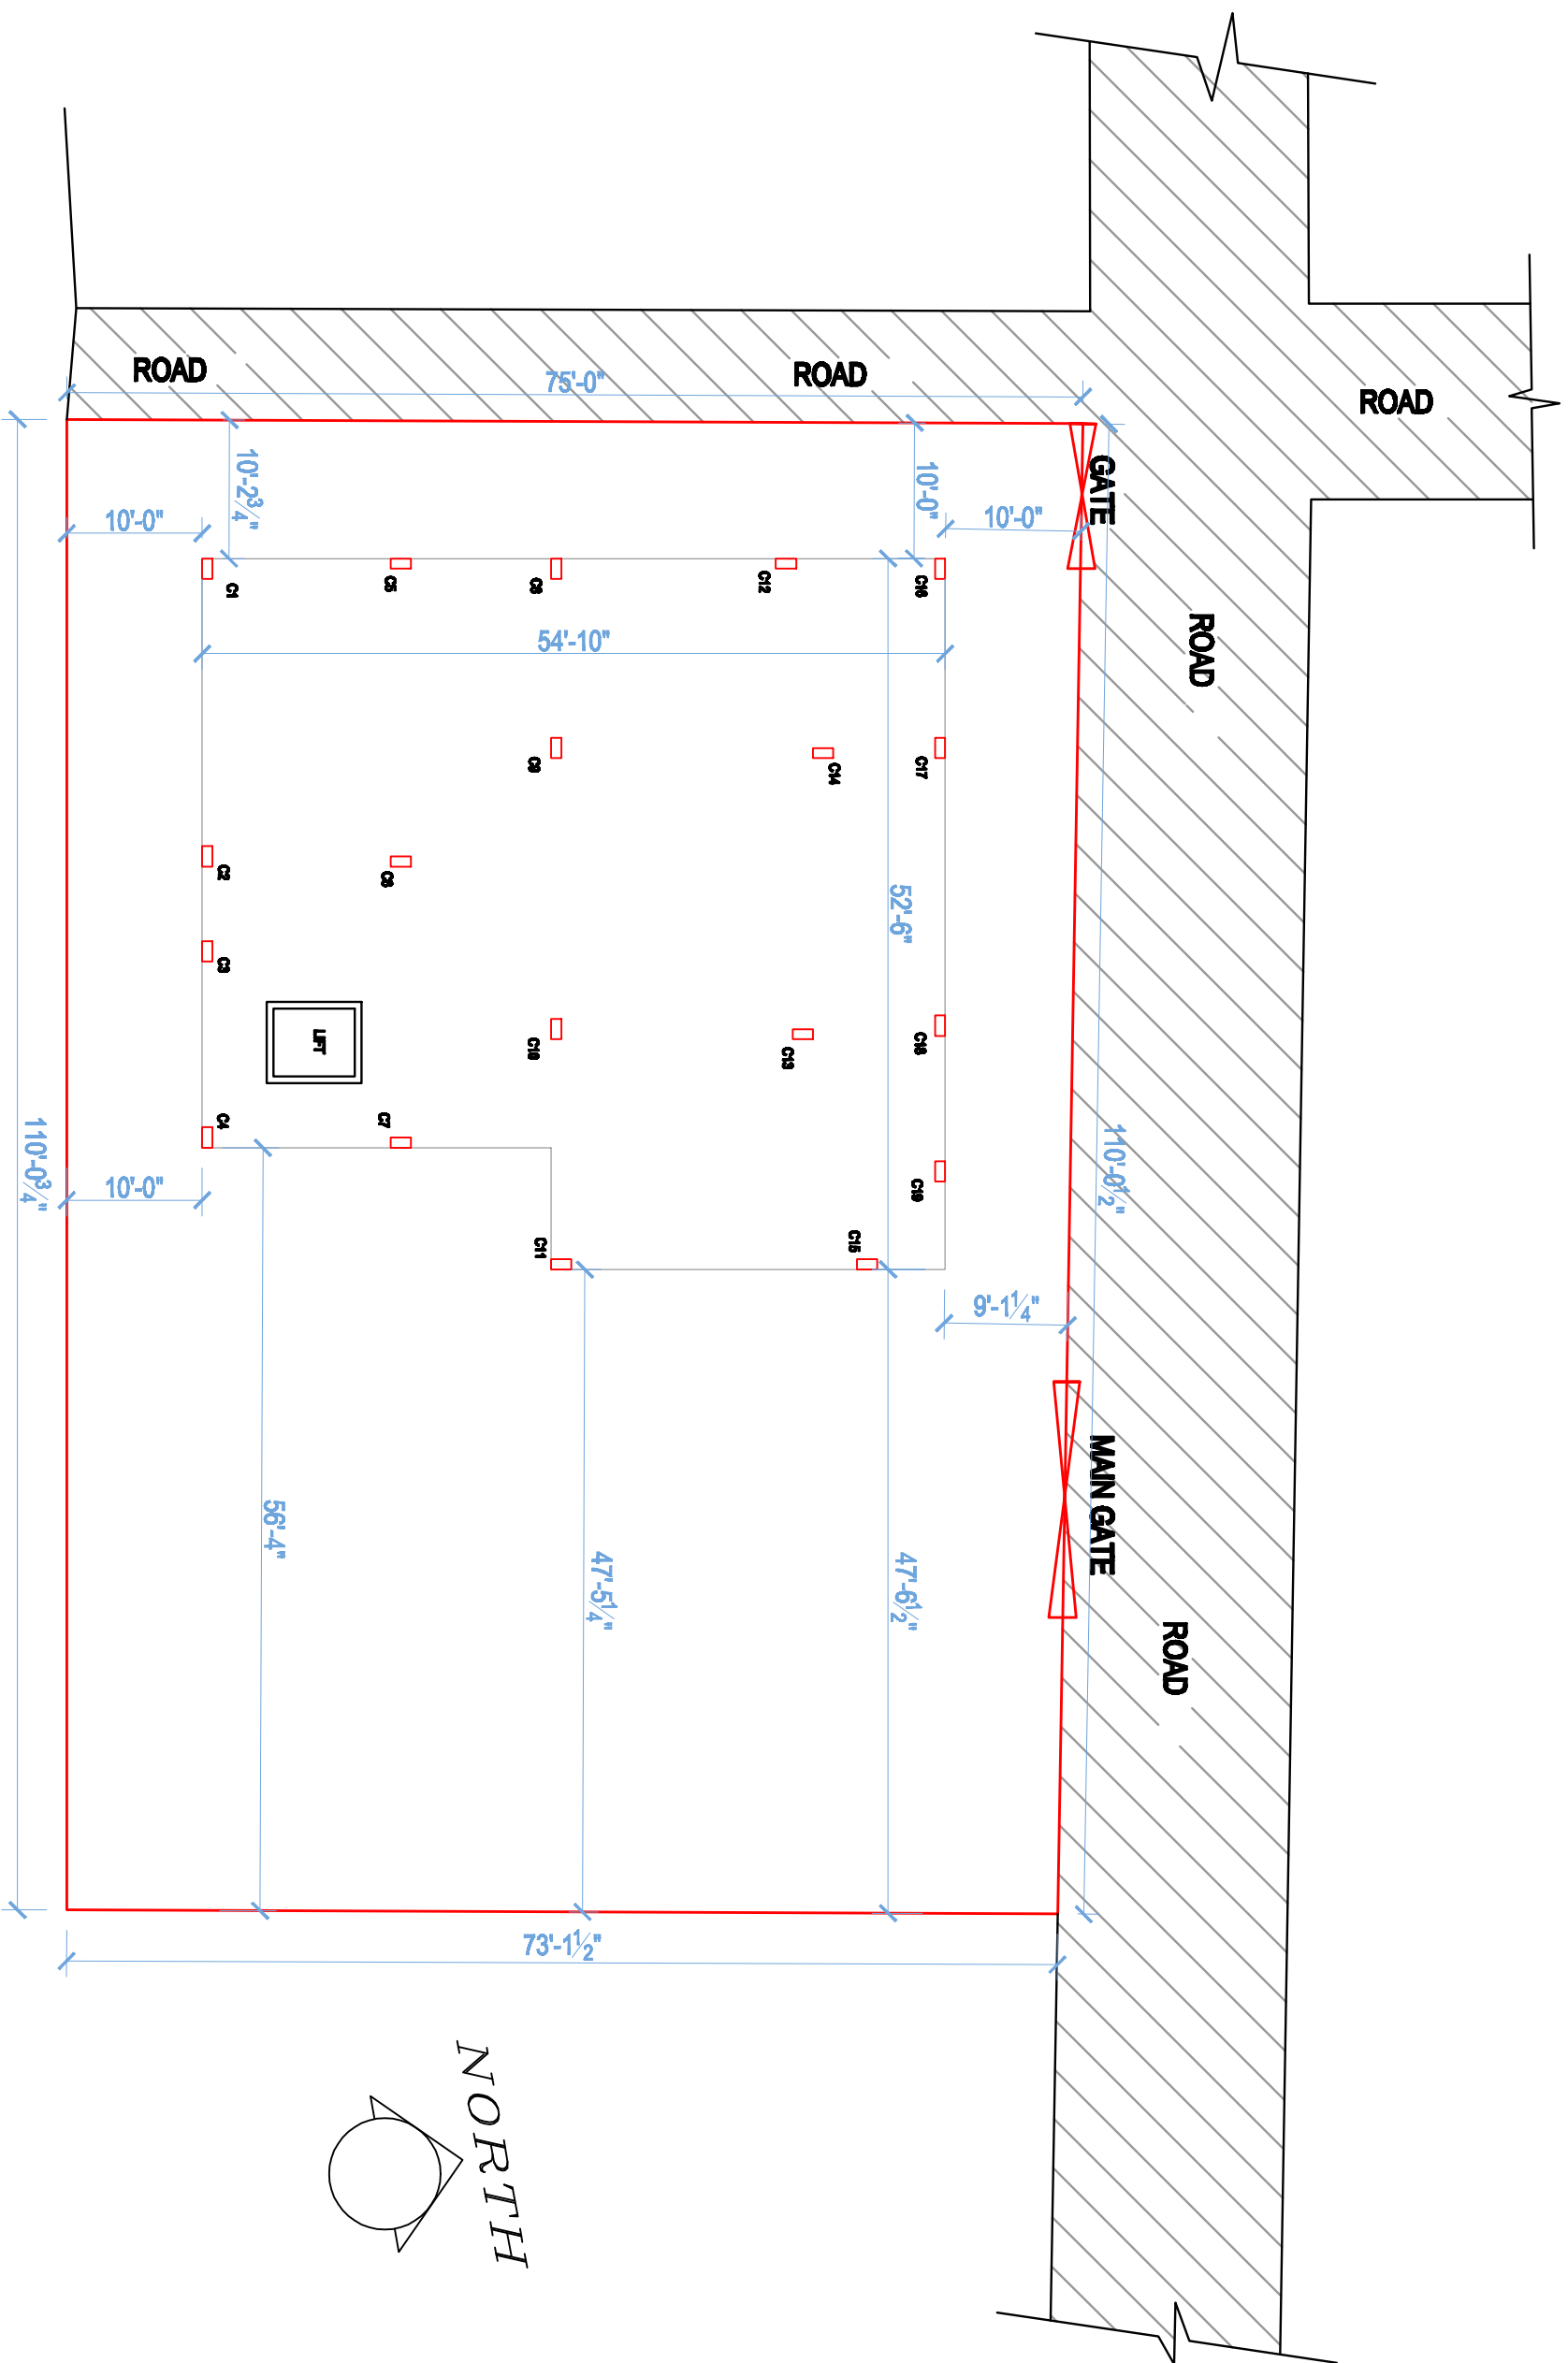 ROAD
75'-0"
ROAD
ROAD
10'-2¾"
10'-0"
GATE
10'-0"
10'-0"
C1
C5
C8
C12
C16
ROAD
54'-10"
C9
C14
C17
C2
C6
52'-6"
C3
LIFT
C10
C13
C18
C4
C7
110'-0¾"
10'-0"
110'-0½"
C19
C11
C15
9'-1¼"
MAIN GATE
56'-4"
47'-5¼"
47'-6½"
ROAD
73'-1½"
NORTH